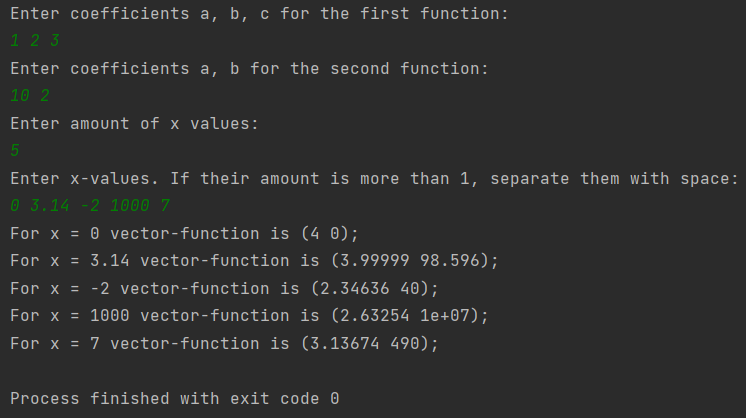 Enter coefficients a, b, c for the first function:
1 2 3
Enter coefficients a, b for the second function:
10 2
Enter amount of x values:
5
Enter x-values. If their amount is more than 1, separate them with space:
0 3.14 -2 1000 7
For x = 0 vector-function is (4 0);
For x = 3.14 vector-function is (3.99999 98.596);
For x = -2 vector-function is (2.34636 40);
For x = 1000 vector-function is (2.63254 1e+07);
For x = 7 vector-function is (3.13674 490);
Process finished with exit code 0